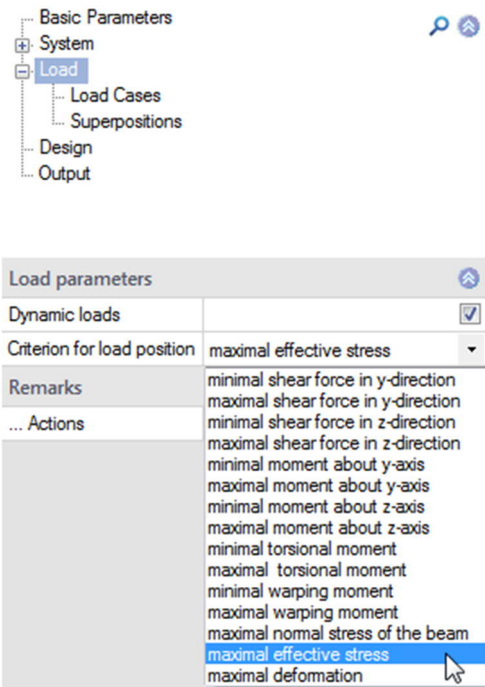 Basic Parameters
System
Load
Load Cases
Superpositions
Design
Output
Load parameters
Dynamic loads
Criterion for load position maximal effective stress
Remarks
... Actions
minimal shear force in y-direction
maximal shear force in y-direction
minimal shear force in z-direction
maximal shear force in z-direction
minimal moment about y-axis
maximal moment about y-axis
minimal moment about z-axis
maximal moment about z-axis
minimal torsional moment
maximal torsional moment
minimal warping moment
maximal warping moment
maximal normal stress of the beam
maximal effective stress
maximal deformation